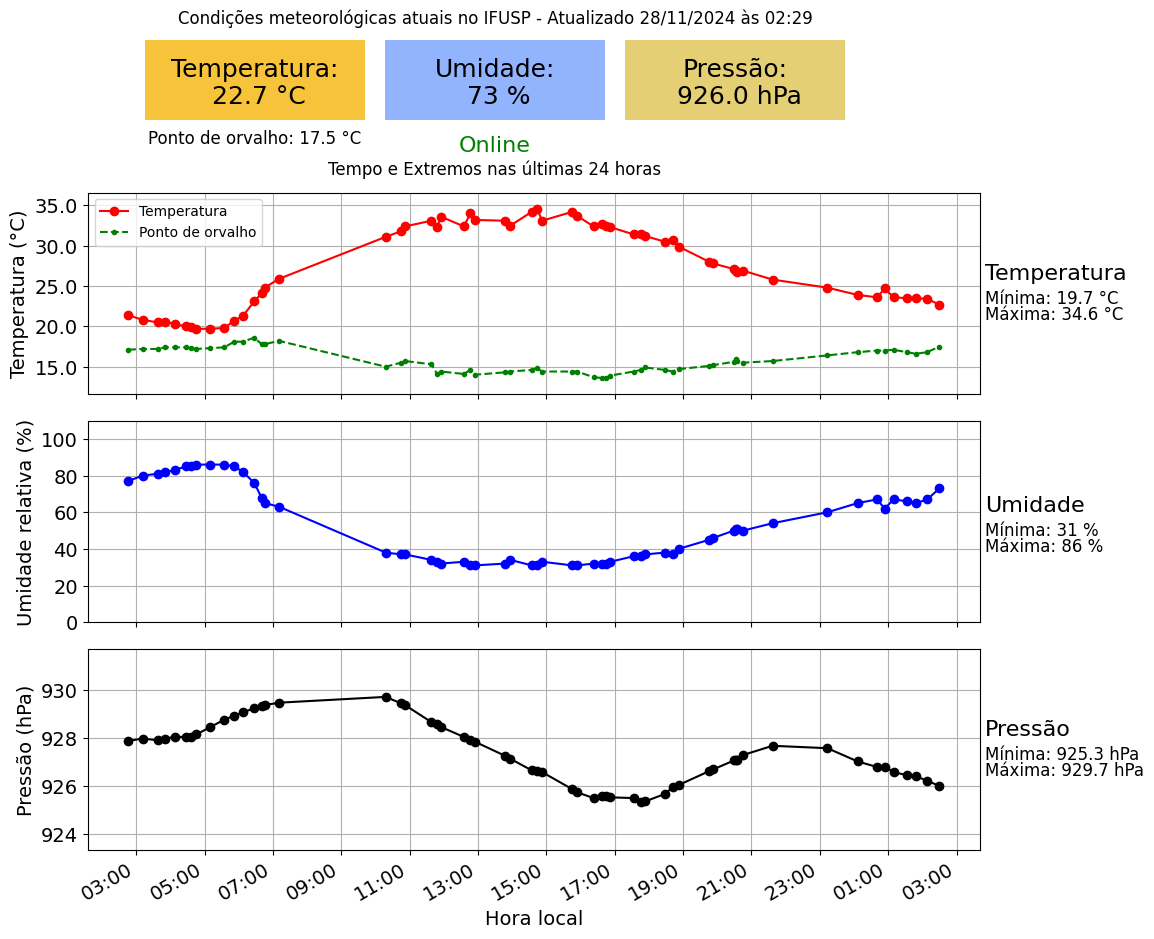 Condições meteorológicas atuais no IFUSP - Atualizado 28/11/2024 às 02:29
Temperatura:
22.7 °C
Umidade:
73 %
Pressão:
926.0 hPa
Ponto de orvalho: 17.5 °C
Online
Tempo e Extremos nas últimas 24 horas
Temperatura (°C)
35.0
30.0
25.0
20.0
15.0
Temperatura
Ponto de orvalho
Temperatura
Mínima: 19.7 °C
Máxima: 34.6 °C
Umidade relativa (%)
100
80
60
40
20
0
Umidade
Mínima: 31 %
Máxima: 86 %
Pressão (hPa)
930
928
926
924
Pressão
Mínima: 925.3 hPa
Máxima: 929.7 hPa
03:00 05:00 07:00 09:00 11:00 13:00 15:00 17:00 19:00 21:00 23:00 01:00 03:00
Hora local